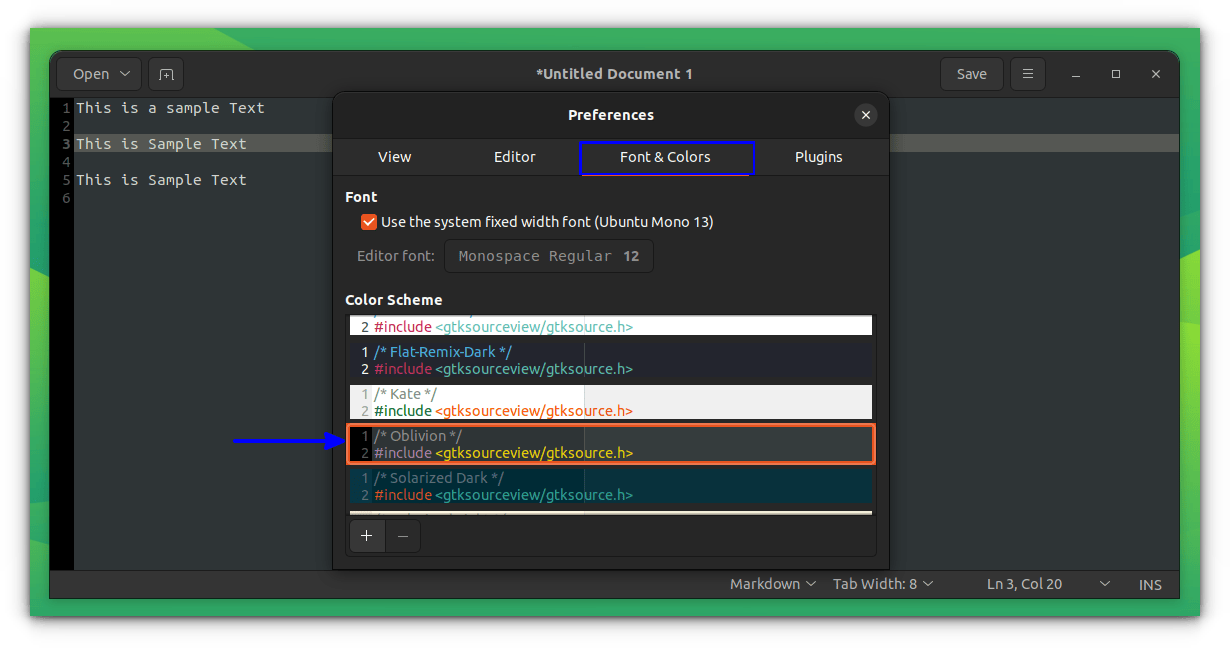 Open
*Untitled Document 1
Save
1 This is a sample Text
2
3 This is Sample Text
4
5 This is Sample Text
6
Preferences
View Editor Font & Colors Plugins
Font
Use the system fixed width font (Ubuntu Mono 13)
Editor font: Monospace Regular 12
Color Scheme
2 #include <gtksourceview/gtksource.h>
1 /* Flat-Remix-Dark */
2 #include <gtksourceview/gtksource.h>
1 /* Kate */
2 #include <gtksourceview/gtksource.h>
1 /* Oblivion */
2 #include <gtksourceview/gtksource.h>
1 /* Solarized Dark */
2 #include <gtksourceview/gtksource.h>
Markdown Tab Width: 8 Ln 3, Col 20 INS